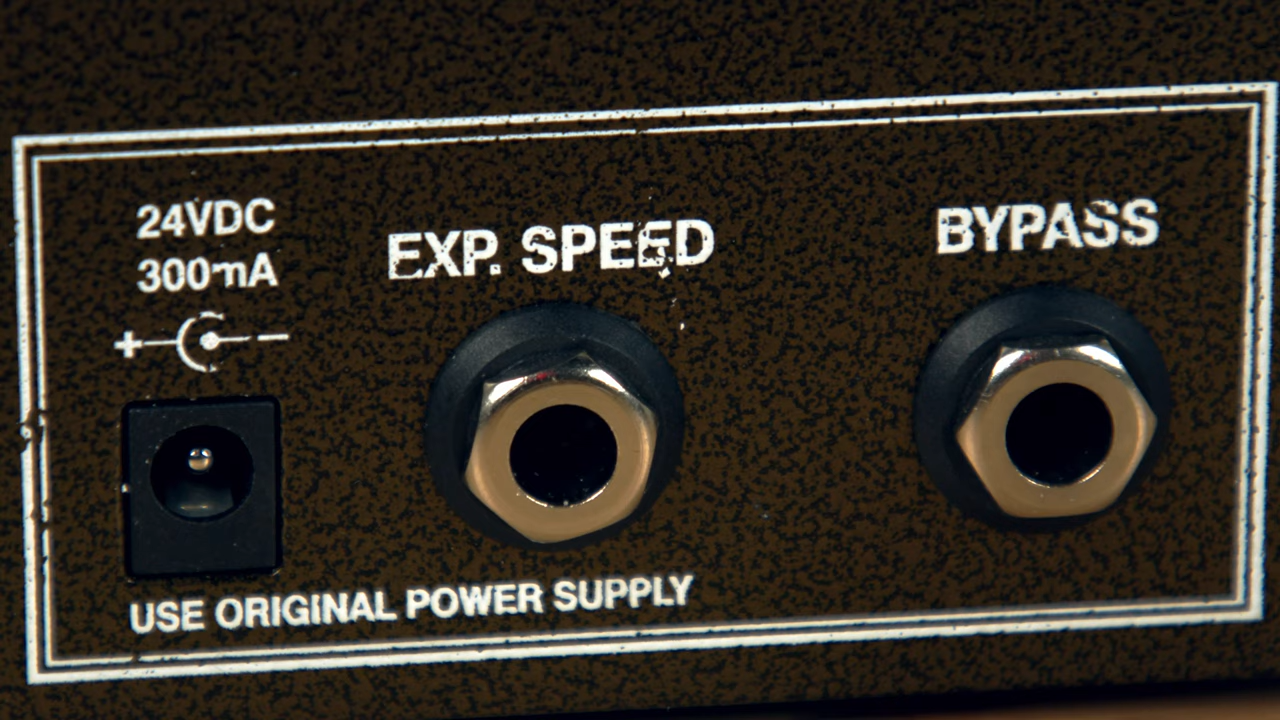 24VDC
300mA
+ -
EXP. SPEED
BYPASS
USE ORIGINAL POWER SUPPLY